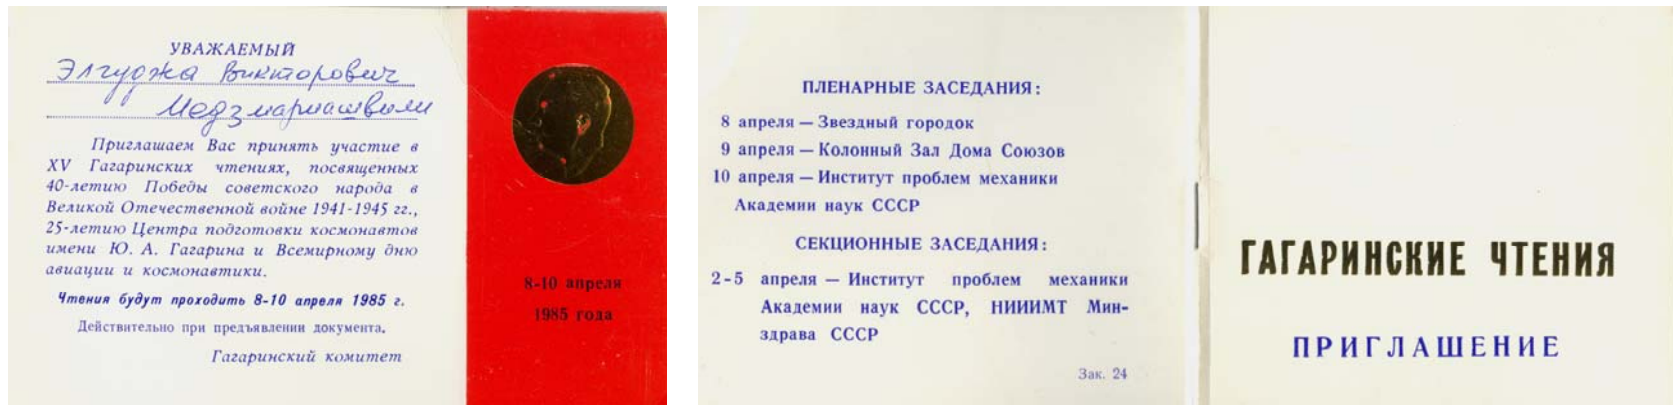 УВАЖАЕМЫЙ
Элгуджа Викторович
Медзмариашвили
Приглашаем Вас принять участие в
XV Гагаринских чтениях, посвященных
40-летию Победы советского народа в
Великой Отечественной войне 1941-1945 гг.,
25-летию Центра подготовки космонавтов
имени Ю. А. Гагарина и Всемирному дню
авиации и космонавтики.
Чтения будут проходить 8-10 апреля 1985 г.
Действительно при предъявлении документа.
Гагаринский комитет
8-10 апреля
1985 года
ПЛЕНАРНЫЕ ЗАСЕДАНИЯ:
8 апреля — Звездный городок
9 апреля — Колонный Зал Дома Союзов
10 апреля — Институт проблем механики
Академии наук СССР
СЕКЦИОННЫЕ ЗАСЕДАНИЯ:
2-5 апреля — Институт проблем механики
Академии наук СССР, НИИИМТ Мин-
здрава СССР
Зак. 24
ГАГАРИНСКИЕ ЧТЕНИЯ
ПРИГЛАШЕНИЕ